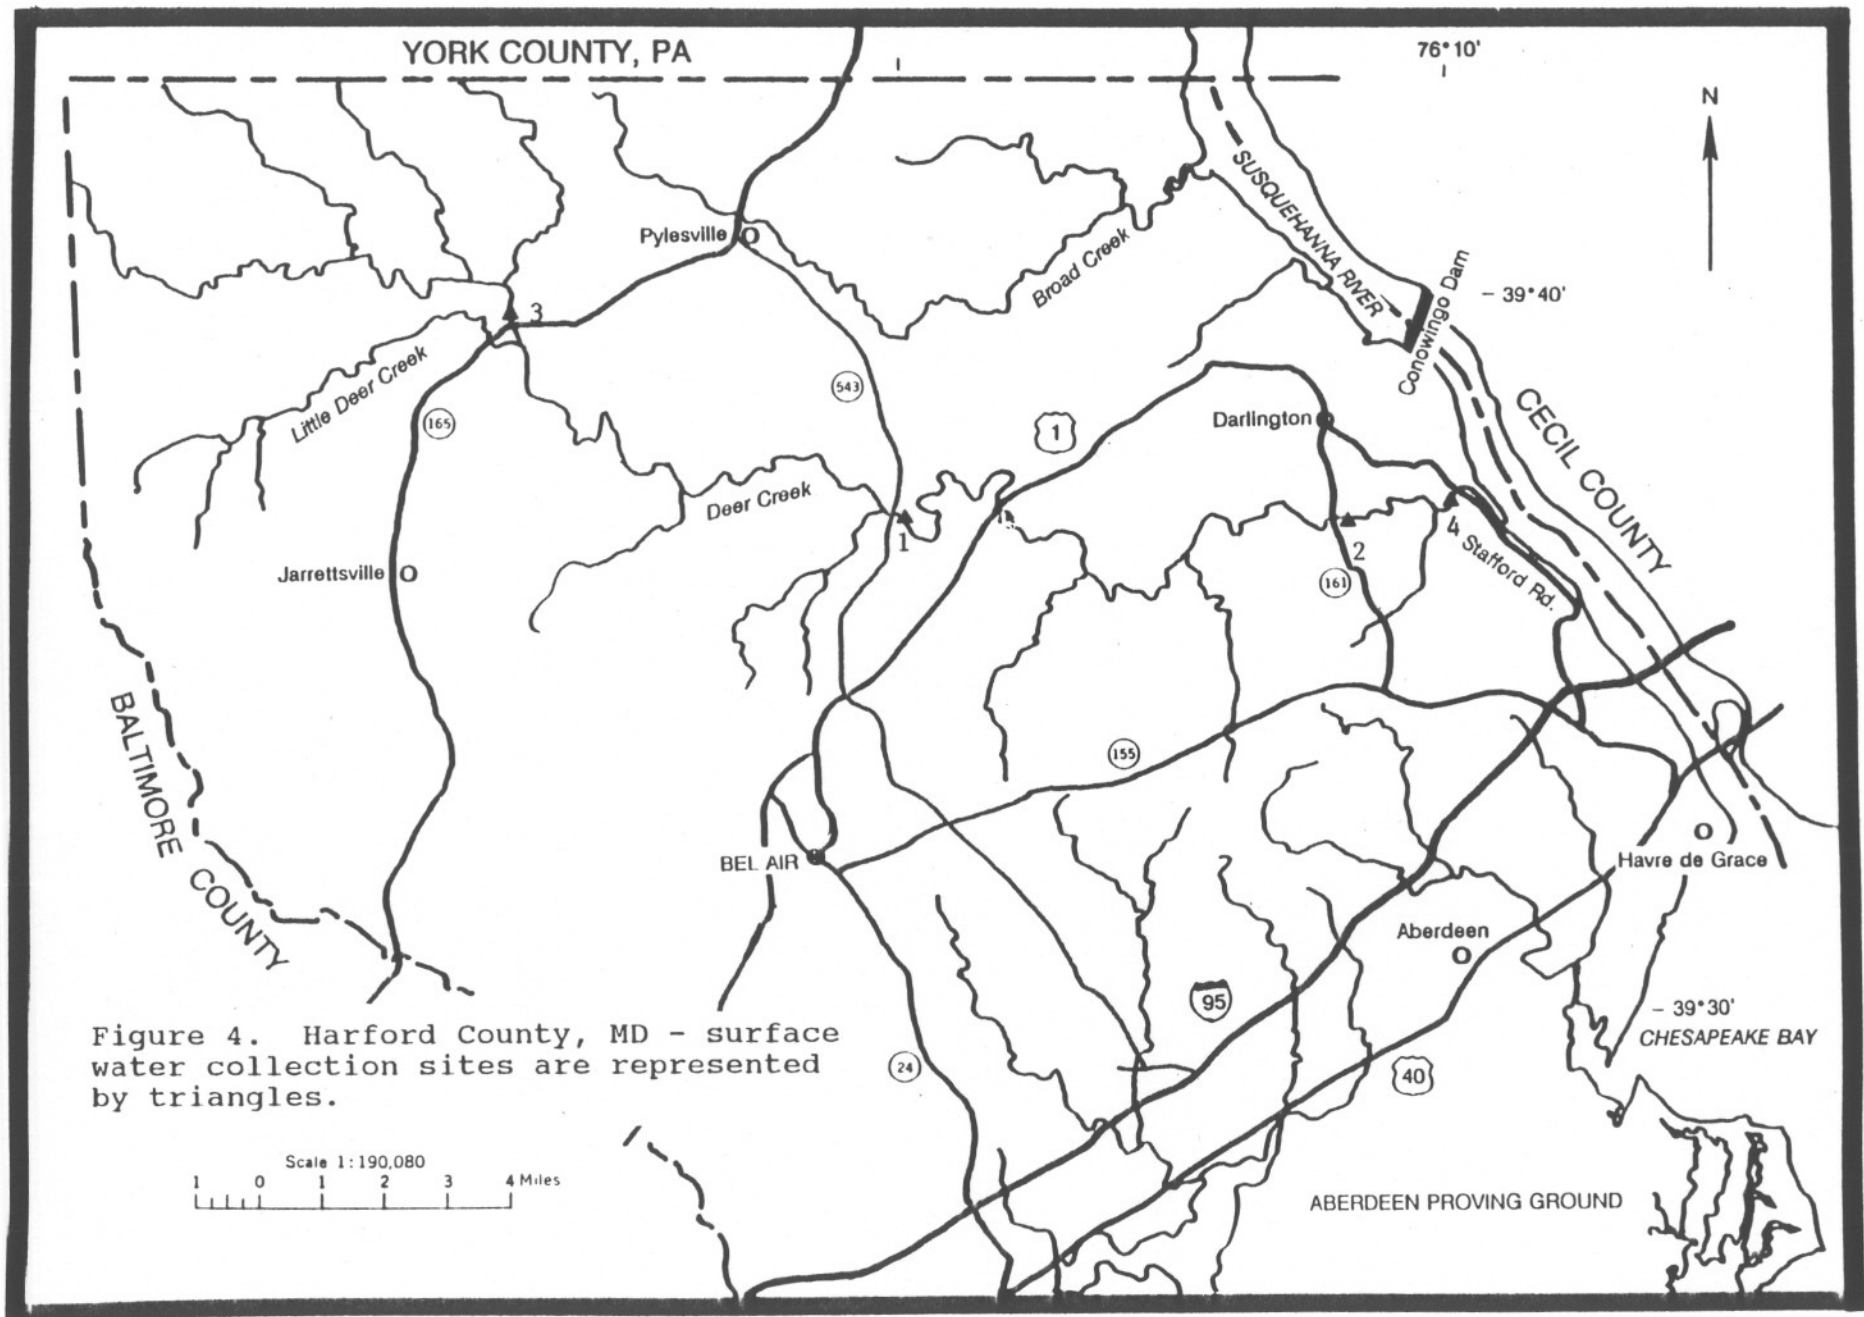 YORK COUNTY, PA
76°10'
N
SUSQUEHANNA RIVER
Pylesville
Broad Creek
Conowingo Dam
- 39°40'
3
Little Deer Creek
543
165
1
Darlington
CECIL COUNTY
Deer Creek
1
4
Stafford Rd.
2
161
Jarrettsville
BALTIMORE COUNTY
155
BEL AIR
Havre de Grace
Aberdeen
95
- 39°30'
CHESAPEAKE BAY
Figure 4. Harford County, MD - surface
water collection sites are represented
by triangles.
24
40
Scale 1:190,080
1 0 1 2 3 4 Miles
ABERDEEN PROVING GROUND